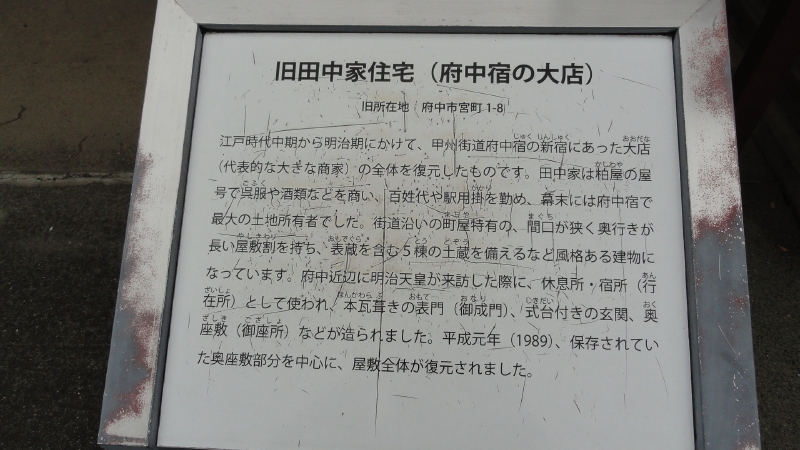 旧田中家住宅（府中宿の大店）
旧所在地　府中市宮町 1-8
江戸時代中期から明治期にかけて、甲州街道府中宿の新宿にあった大店
（代表的な大きな商家）の全体を復元したものです。田中家は柏屋の屋
号で呉服や酒類などを商い、百姓代や駅用掛を勤め、幕末には府中宿で
最大の土地所有者でした。街道沿いの町屋特有の、間口が狭く奥行きが
長い屋敷割を持ち、表蔵を含む5棟の土蔵を備えるなど風格ある建物に
なっています。府中近辺に明治天皇が来訪した際に、休息所・宿所（行
在所）として使われ、本瓦葺きの表門（御成門）、式台付きの玄関、奥
座敷（御座所）などが造られました。平成元年（1989）、保存されてい
た奥座敷部分を中心に、屋敷全体が復元されました。